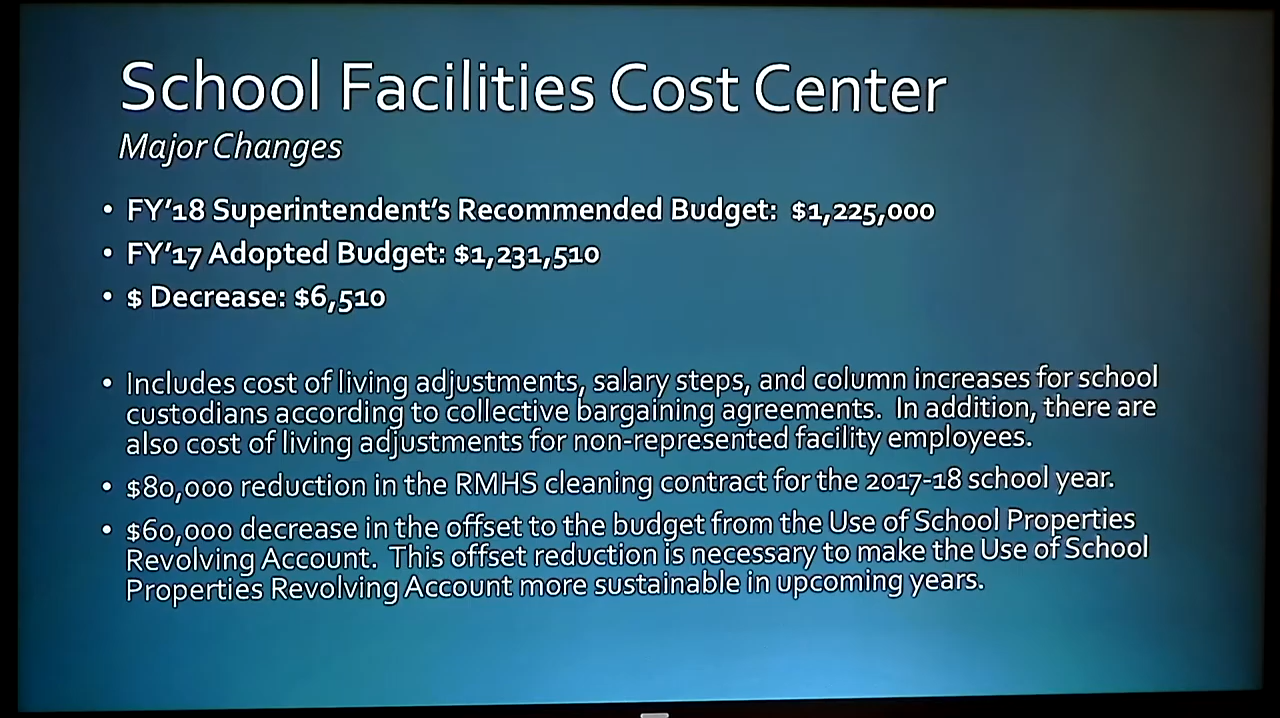 School Facilities Cost Center
Major Changes
• FY'18 Superintendent's Recommended Budget:  $1,225,000
• FY'17 Adopted Budget: $1,231,510
• $ Decrease: $6,510
• Includes cost of living adjustments, salary steps, and column increases for school
custodians according to collective bargaining agreements.  In addition, there are
also cost of living adjustments for non-represented facility employees.
• $80,000 reduction in the RMHS cleaning contract for the 2017-18 school year.
• $60,000 decrease in the offset to the budget from the Use of School Properties
Revolving Account.  This offset reduction is necessary to make the Use of School
Properties Revolving Account more sustainable in upcoming years.